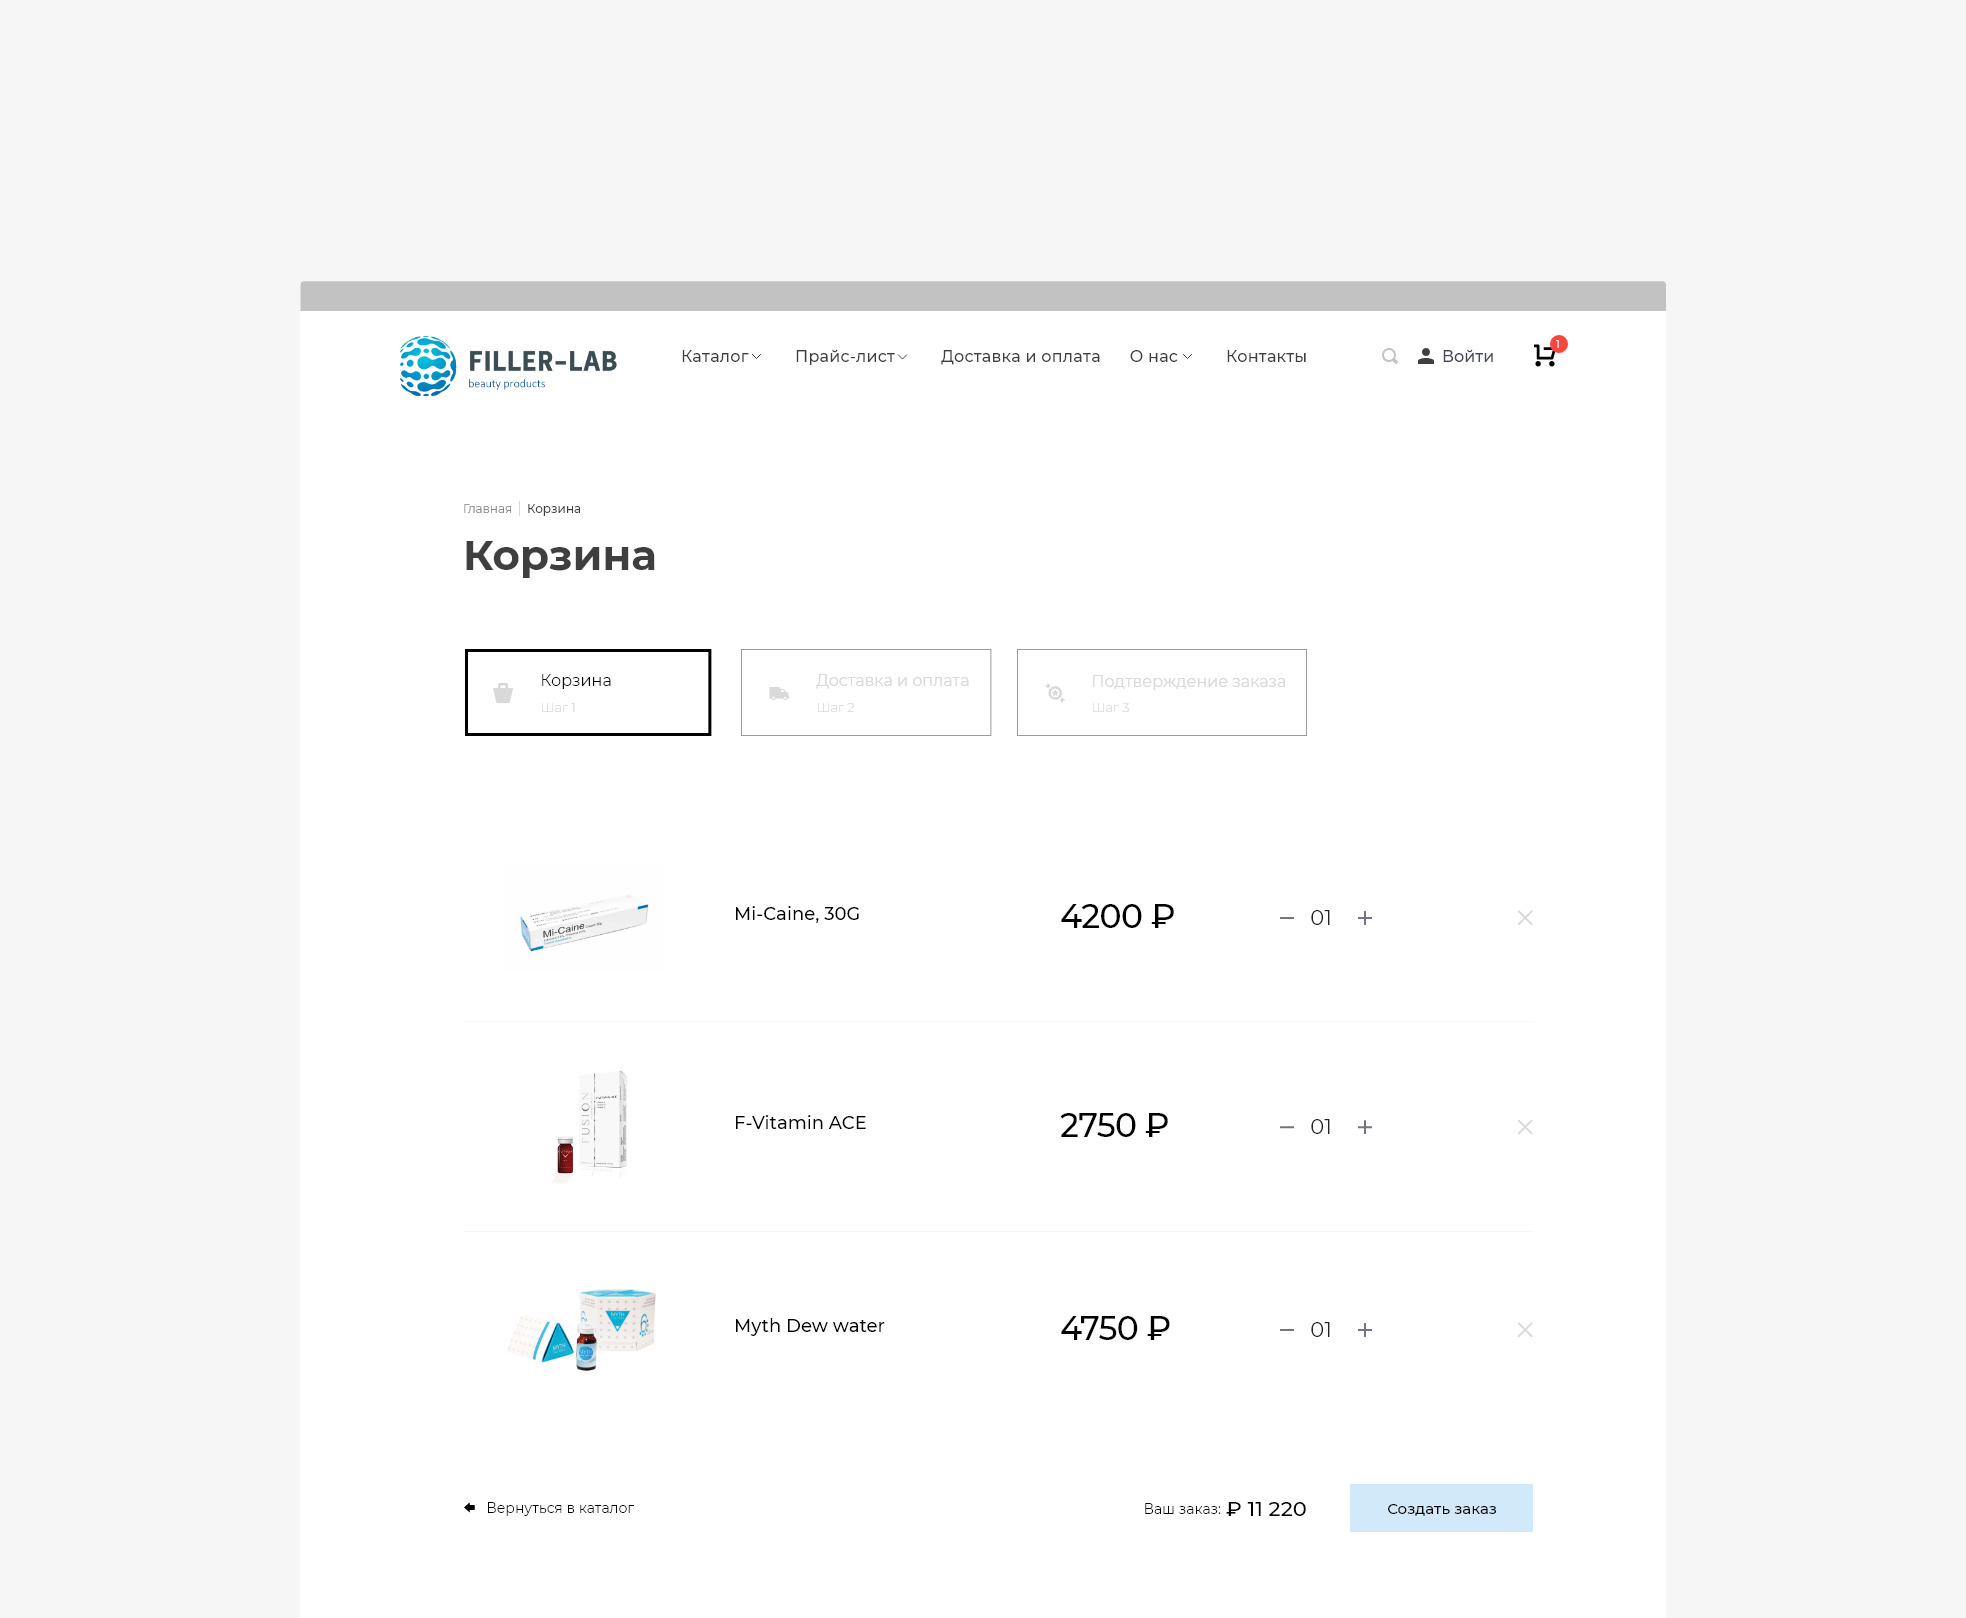 FILLER-LAB
beauty products
Каталог
Прайс-лист
Доставка и оплата
О нас
Контакты
Войти
1
Главная
Корзина
Корзина
Корзина
Шаг 1
Доставка и оплата
Шаг 2
Подтверждение заказа
Шаг 3
Mi-Caine
Mi-Caine, 30G
4200 ₽
01
FUSION
F-Vitamin ACE
2750 ₽
01
MYTH
Myth Dew water
4750 ₽
01
Вернуться в каталог
Ваш заказ: ₽ 11 220
Создать заказ